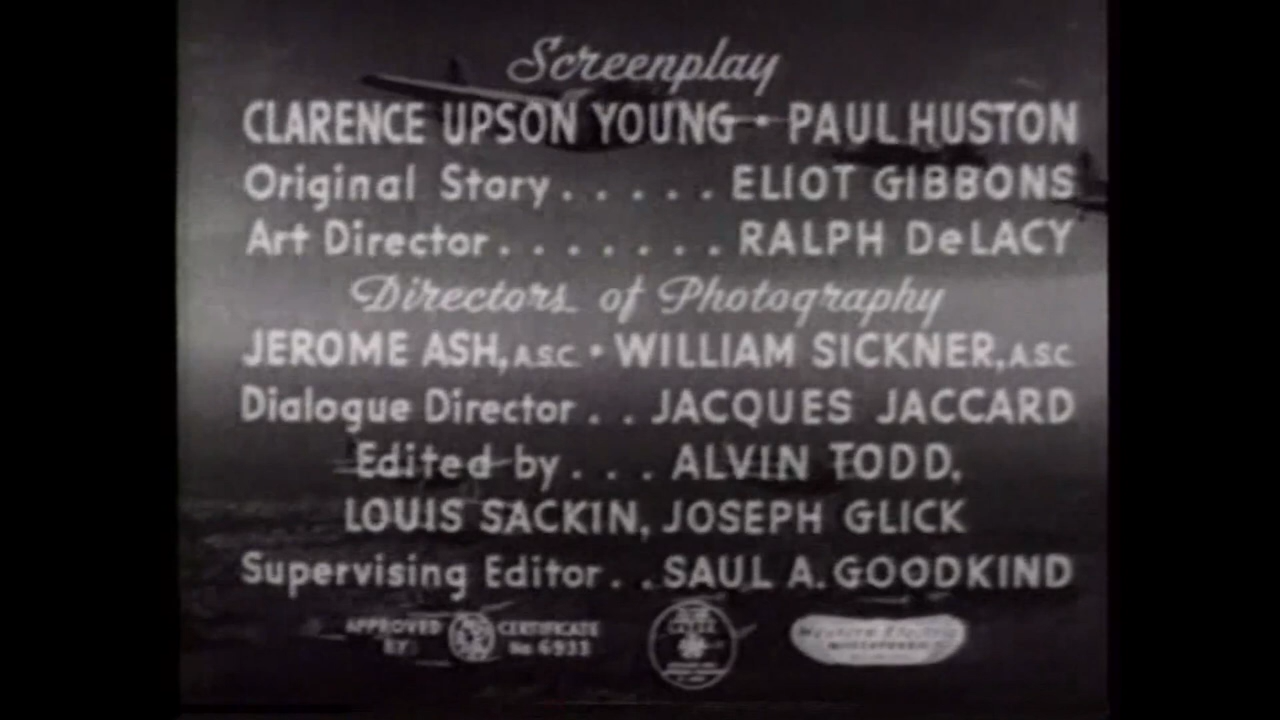 Screenplay
CLARENCE UPSON YOUNG · PAUL HUSTON
Original Story..... ELIOT GIBBONS
Art Director....... RALPH DeLACY
Directors of Photography
JEROME ASH, A.S.C. · WILLIAM SICKNER, A.S.C.
Dialogue Director.. JACQUES JACCARD
Edited by... ALVIN TODD,
LOUIS SACKIN, JOSEPH GLICK
Supervising Editor.. SAUL A. GOODKIND
APPROVED BY CERTIFICATE No. 6933
Western Electric